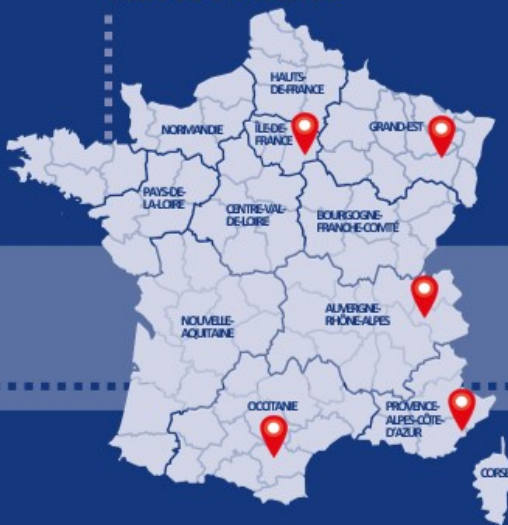 HAUTS-
DE-FRANCE
NORMANDIE
ÎLE-DE-
FRANCE
GRAND-EST
PAYS-DE-
LA-LOIRE
CENTRE-VAL-
DE-LOIRE
BOURGOGNE-
FRANCHE-COMTÉ
NOUVELLE-
AQUITAINE
AUVERGNE-
RHÔNE-ALPES
OCCITANIE
PROVENCE-
ALPES-CÔTE-
D'AZUR
CORSE